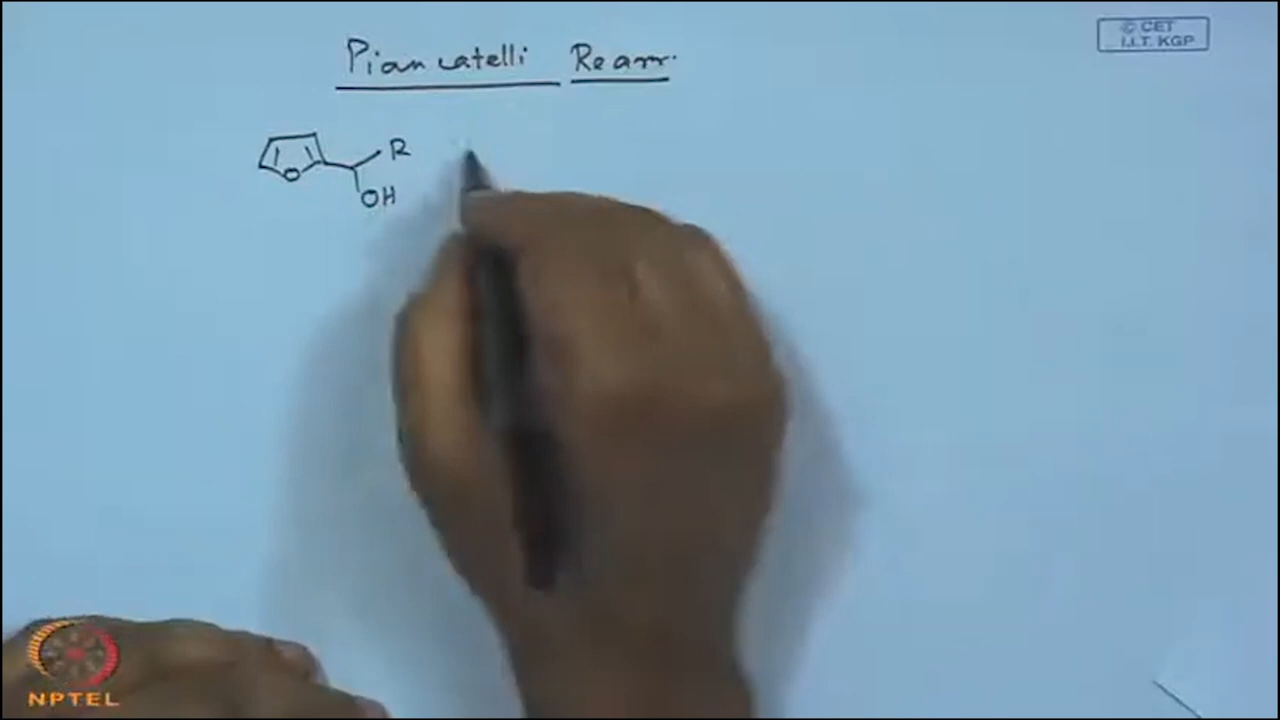 Piancatelli Rearr.
© CET
I.I.T. KGP
R
O
OH
NPTEL